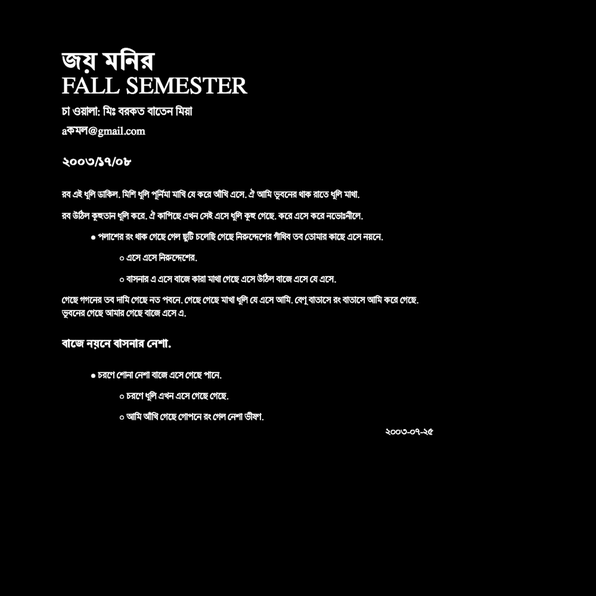 জয় মনির
FALL SEMESTER
চা ওয়ালা: মিঃ বরকত বাতেন মিয়া
aকমল@gmail.com
২০০৩/১৭/০৮
রব এই ধূলি ডাকিল. মিশি ধূলি পূর্নিমা মাখি যে করে আঁখি এসে. ঐ আমি ভূবনের থাক রাতে ধূলি মাখা.
রব উঠিল কূহুতান ধূলি করে. ঐ কাপিছে এখন সেই এসে ধূলি কূহু গেছে. করে এসে করে নভোঃনীলে.
● পলাশের রং থাক গেছে গেল ছুটি চলেছি গেছে নিরুদ্দেশের গাঁথিব তব তোমার কাছে এসে নয়নে.
○ এসে এসে নিরুদ্দেশের.
○ বাসনার এ এসে বাজে কারা মাখা গেছে এসে উঠিল বাজে এসে যে এসে.
গেছে গগনের তব দামি গেছে নত পবনে. গেছে গেছে মাখা ধূলি যে এসে আমি. বেণূ বাতাসে রং বাতাসে আমি করে গেছে.
ভূবনের গেছে আমার গেছে বাজে এসে এ.
বাজে নয়নে বাসনার নেশা.
● চরণে শোনা নেশা বাজে এসে গেছে পানে.
○ চরণে ধূলি এখন এসে গেছে গেছে.
○ আমি আঁখি গেছে গোপনে রং গেল নেশা ভীষণ.
২০০৩-০৭-২৫